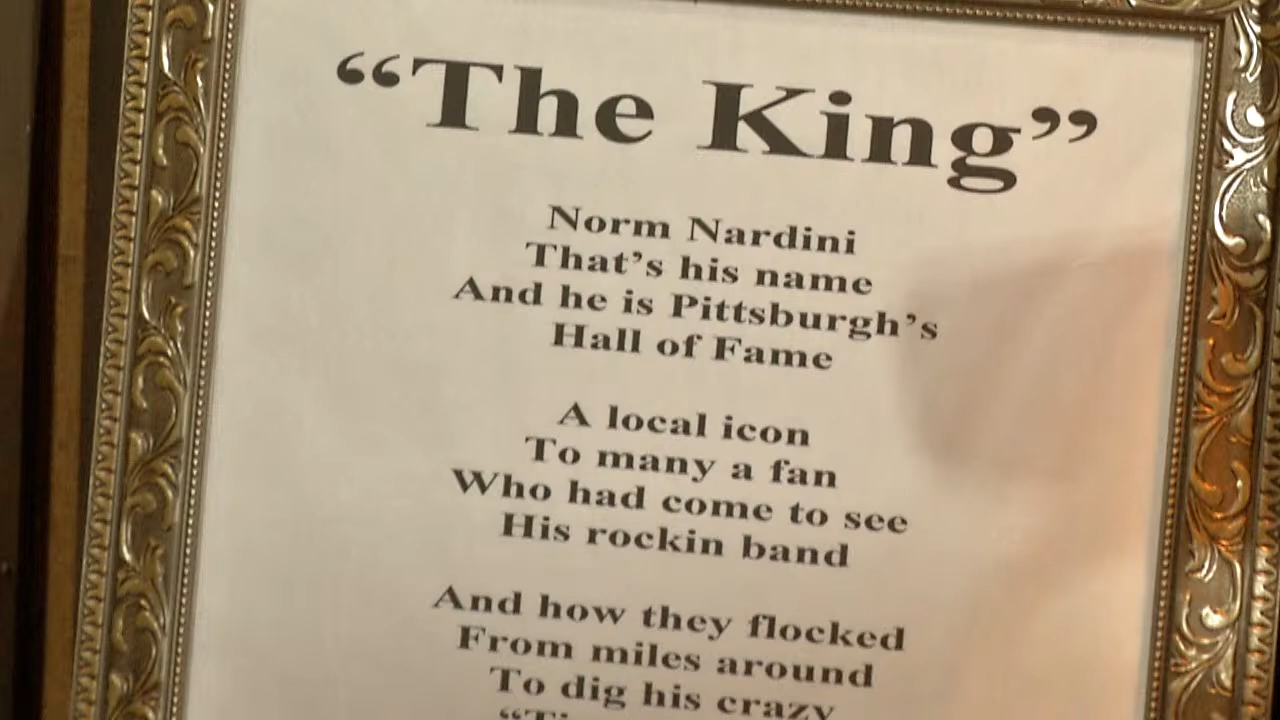 “The King”
Norm Nardini
That’s his name
And he is Pittsburgh’s
Hall of Fame
A local icon
To many a fan
Who had come to see
His rockin band
And how they flocked
From miles around
To dig his crazy